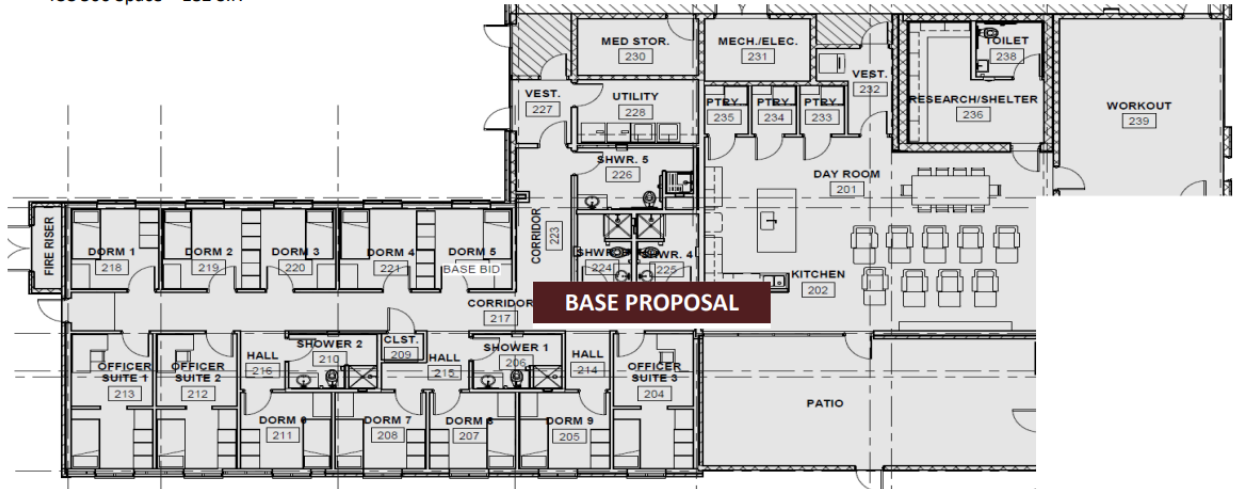 MED STOR.
230
MECH./ELEC.
231
TOILET
238
VEST.
227
UTILITY
228
VEST.
232
PTRY.
235
PTRY.
234
PTRY.
233
RESEARCH/SHELTER
236
WORKOUT
239
SHWR. 5
226
DAY ROOM
201
FIRE RISER
DORM 1
218
DORM 2
219
DORM 3
220
DORM 4
221
DORM 5
BASE BID
CORRIDOR
223
SHWR.
224
SHWR. 4
225
KITCHEN
202
CORRIDOR
217
BASE PROPOSAL
OFFICER
SUITE 1
213
OFFICER
SUITE 2
212
HALL
216
SHOWER 2
210
CLST.
209
HALL
215
SHOWER 1
206
HALL
214
OFFICER
SUITE 3
204
PATIO
DORM 6
211
DORM 7
208
DORM 8
207
DORM 9
205